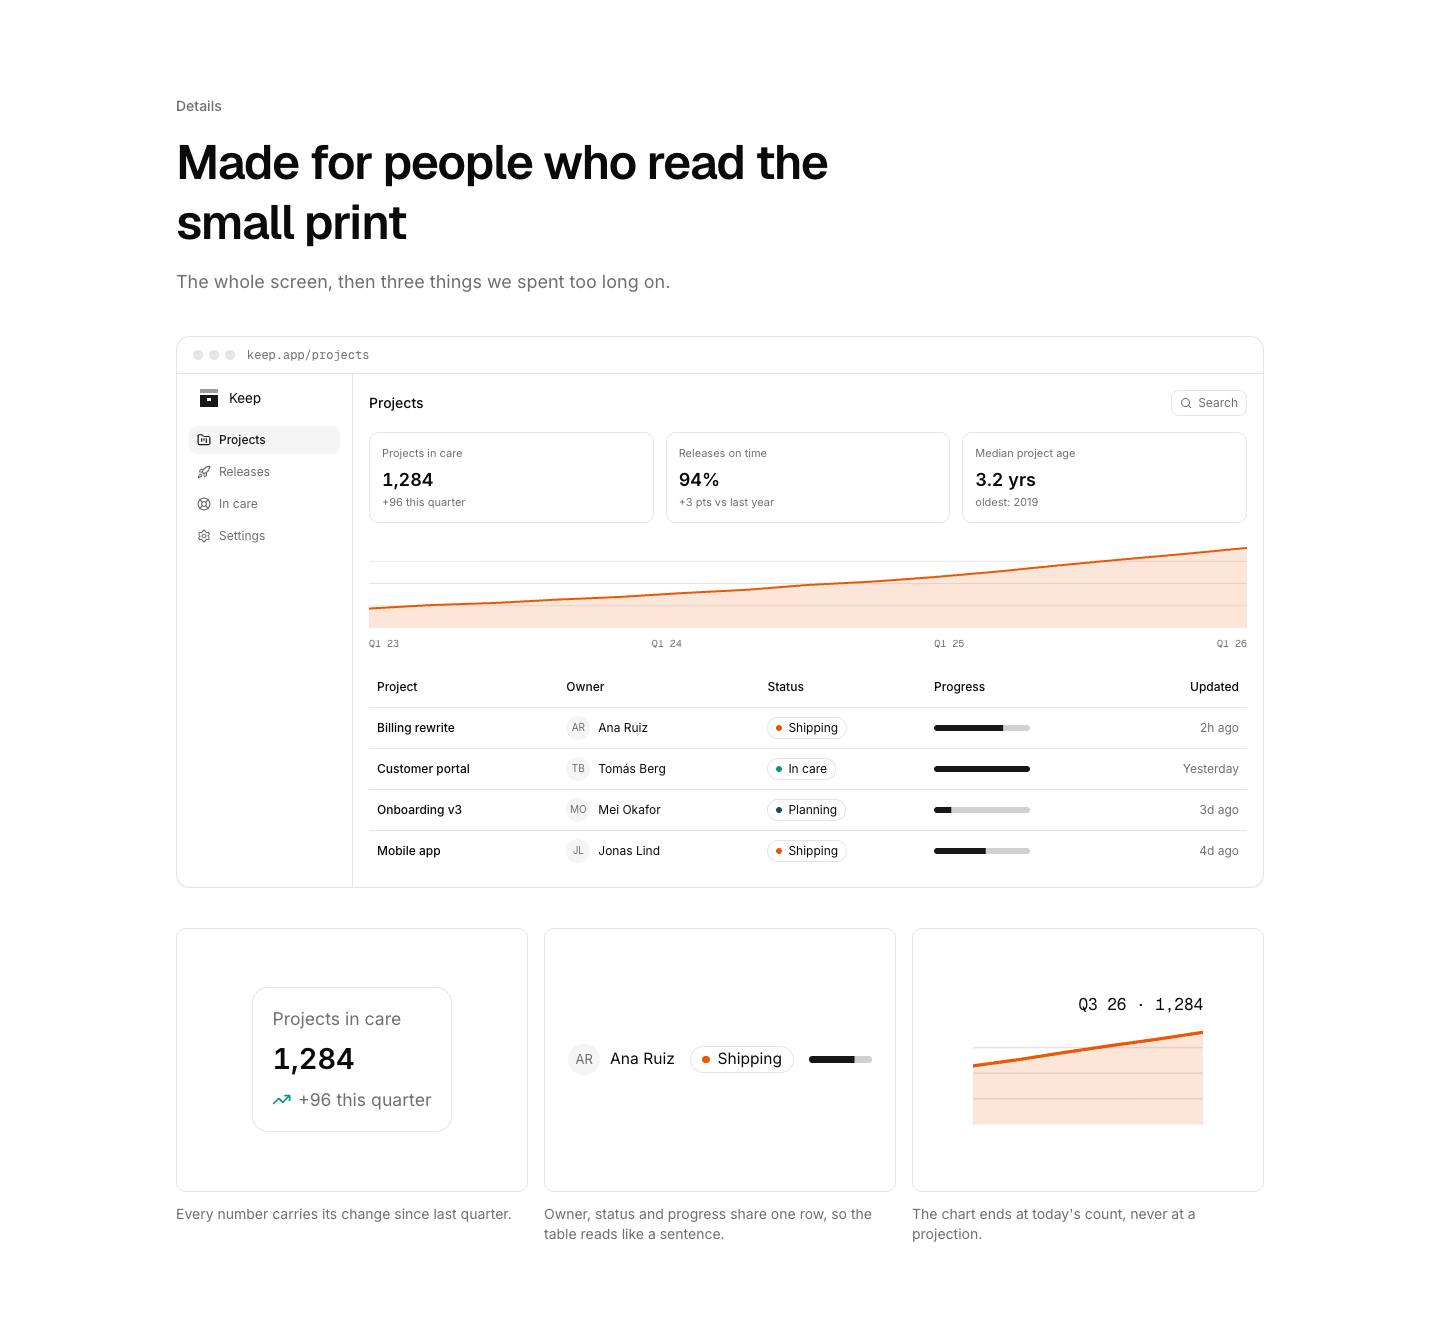 Details
Made for people who read the
small print
The whole screen, then three things we spent too long on.
keep.app/projects
Keep
Projects
Releases
In care
Settings
Projects
Search
Projects in care
1,284
+96 this quarter
Releases on time
94%
+3 pts vs last year
Median project age
3.2 yrs
oldest: 2019
Q1 23 Q1 24 Q1 25 Q1 26
Project Owner Status Progress Updated
Billing rewrite AR Ana Ruiz Shipping 2h ago
Customer portal TB Tomás Berg In care Yesterday
Onboarding v3 MO Mei Okafor Planning 3d ago
Mobile app JL Jonas Lind Shipping 4d ago
Projects in care
1,284
+96 this quarter
Every number carries its change since last quarter.
AR Ana Ruiz Shipping
Owner, status and progress share one row, so the
table reads like a sentence.
Q3 26 · 1,284
The chart ends at today's count, never at a
projection.